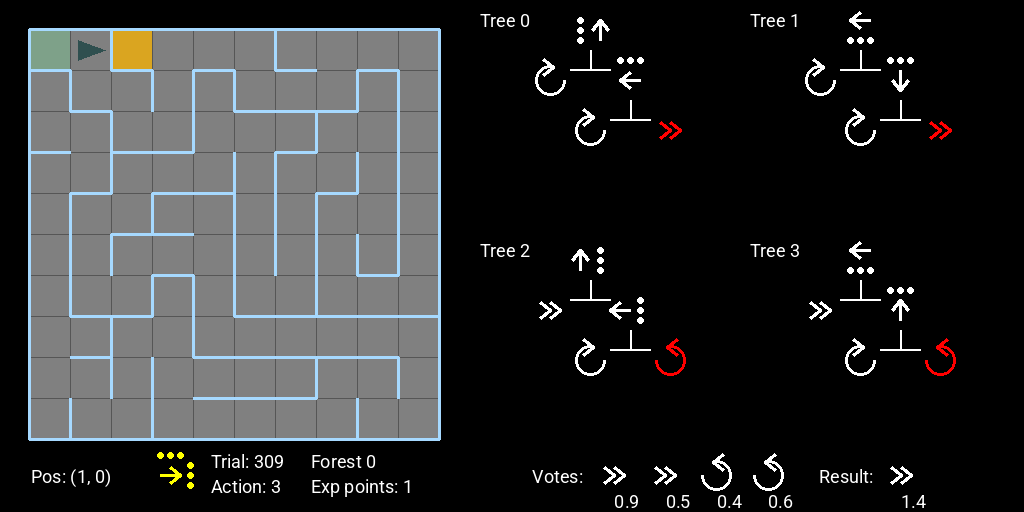 Tree 0
Tree 1
Tree 2
Tree 3
Pos: (1, 0)
Trial: 309
Forest 0
Action: 3
Exp points: 1
Votes:
Result:
0.9
0.5
0.4
0.6
1.4